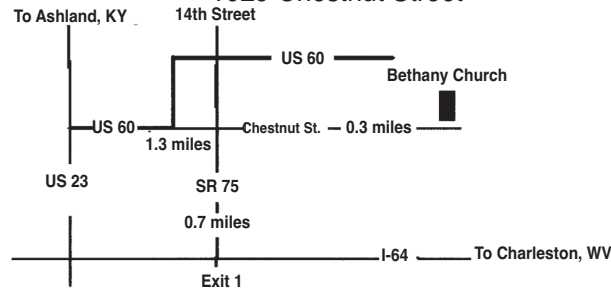 To Ashland, KY
14th Street
US 60
Bethany Church
US 60
Chestnut St.
0.3 miles
1.3 miles
US 23
SR 75
0.7 miles
I-64
To Charleston, WV
Exit 1